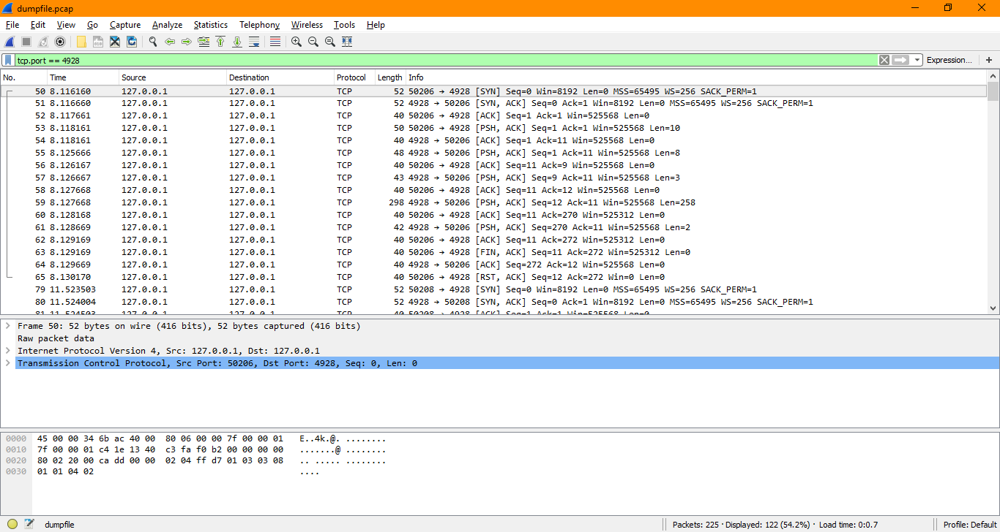 dumpfile.pcap
File Edit View Go Capture Analyze Statistics Telephony Wireless Tools Help
tcp.port == 4928 Expression... +
No. Time Source Destination Protocol Length Info
50 8.116160 127.0.0.1 127.0.0.1 TCP 52 50206 → 4928 [SYN] Seq=0 Win=8192 Len=0 MSS=65495 WS=256 SACK_PERM=1
51 8.116660 127.0.0.1 127.0.0.1 TCP 52 4928 → 50206 [SYN, ACK] Seq=0 Ack=1 Win=8192 Len=0 MSS=65495 WS=256 SACK_PERM=1
52 8.117661 127.0.0.1 127.0.0.1 TCP 40 50206 → 4928 [ACK] Seq=1 Ack=1 Win=525568 Len=0
53 8.118161 127.0.0.1 127.0.0.1 TCP 50 50206 → 4928 [PSH, ACK] Seq=1 Ack=1 Win=525568 Len=10
54 8.118161 127.0.0.1 127.0.0.1 TCP 40 4928 → 50206 [ACK] Seq=1 Ack=11 Win=525568 Len=0
55 8.125666 127.0.0.1 127.0.0.1 TCP 48 4928 → 50206 [PSH, ACK] Seq=1 Ack=11 Win=525568 Len=8
56 8.126167 127.0.0.1 127.0.0.1 TCP 40 50206 → 4928 [ACK] Seq=11 Ack=9 Win=525568 Len=0
57 8.126667 127.0.0.1 127.0.0.1 TCP 43 4928 → 50206 [PSH, ACK] Seq=9 Ack=11 Win=525568 Len=3
58 8.127668 127.0.0.1 127.0.0.1 TCP 40 50206 → 4928 [ACK] Seq=11 Ack=12 Win=525568 Len=0
59 8.127668 127.0.0.1 127.0.0.1 TCP 298 4928 → 50206 [PSH, ACK] Seq=12 Ack=11 Win=525568 Len=258
60 8.128168 127.0.0.1 127.0.0.1 TCP 40 50206 → 4928 [ACK] Seq=11 Ack=270 Win=525312 Len=0
61 8.128669 127.0.0.1 127.0.0.1 TCP 42 4928 → 50206 [PSH, ACK] Seq=270 Ack=11 Win=525568 Len=2
62 8.129169 127.0.0.1 127.0.0.1 TCP 40 50206 → 4928 [ACK] Seq=11 Ack=272 Win=525312 Len=0
63 8.129169 127.0.0.1 127.0.0.1 TCP 40 50206 → 4928 [FIN, ACK] Seq=11 Ack=272 Win=525312 Len=0
64 8.129669 127.0.0.1 127.0.0.1 TCP 40 4928 → 50206 [ACK] Seq=272 Ack=12 Win=525568 Len=0
65 8.130170 127.0.0.1 127.0.0.1 TCP 40 50206 → 4928 [RST, ACK] Seq=12 Ack=272 Win=0 Len=0
79 11.523503 127.0.0.1 127.0.0.1 TCP 52 50208 → 4928 [SYN] Seq=0 Win=8192 Len=0 MSS=65495 WS=256 SACK_PERM=1
80 11.524004 127.0.0.1 127.0.0.1 TCP 52 4928 → 50208 [SYN, ACK] Seq=0 Ack=1 Win=8192 Len=0 MSS=65495 WS=256 SACK_PERM=1
81 11.524503 127.0.0.1 127.0.0.1 TCP 40 50208 → 4928 [ACK] Seq=1 Ack=1 Win=525568 Len=0
Frame 50: 52 bytes on wire (416 bits), 52 bytes captured (416 bits)
Raw packet data
Internet Protocol Version 4, Src: 127.0.0.1, Dst: 127.0.0.1
Transmission Control Protocol, Src Port: 50206, Dst Port: 4928, Seq: 0, Len: 0
0000 45 00 00 34 6b ac 40 00 80 06 00 00 7f 00 00 01 E..4k.@. ........
0010 7f 00 00 01 c4 1e 13 40 c3 fa f0 b2 00 00 00 00 .......@ ........
0020 80 02 20 00 ca dd 00 00 02 04 ff d7 01 03 03 08 .. ..... ........
0030 01 01 04 02 ....
dumpfile Packets: 225 · Displayed: 122 (54.2%) · Load time: 0:0.7 Profile: Default